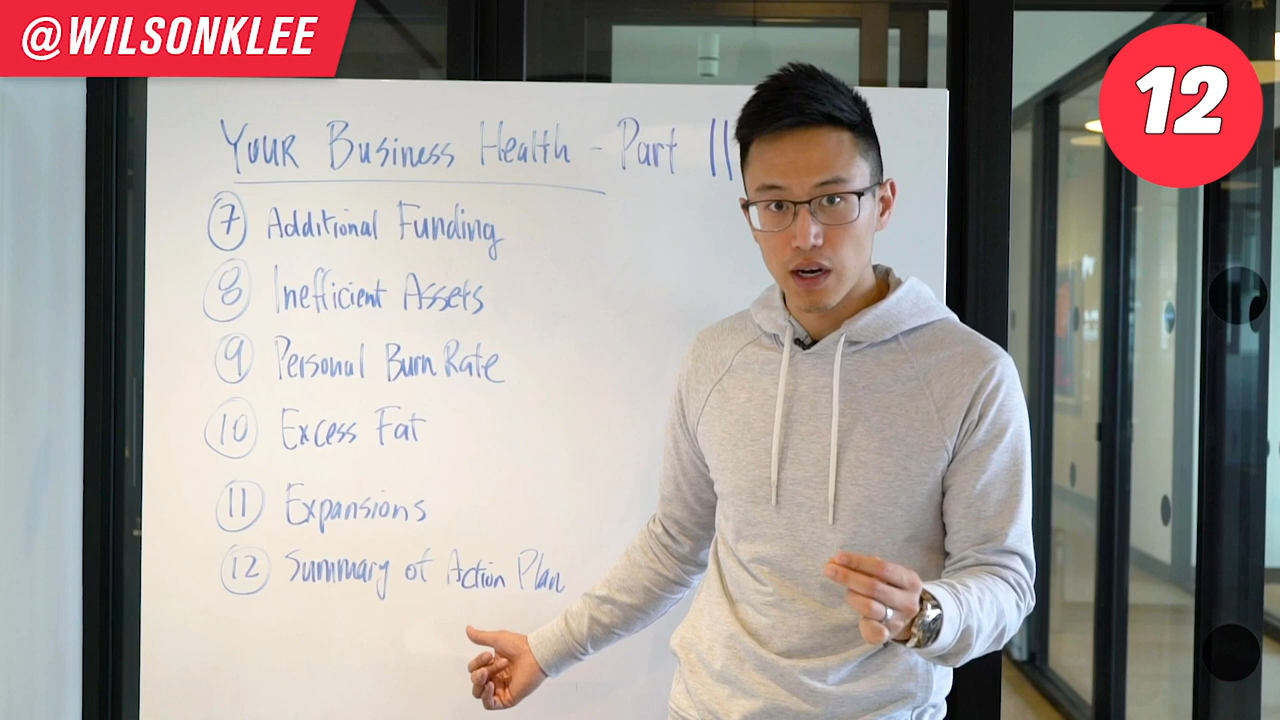 @WILSONKLEE
12
YOUR Business Health - Part II
7 Additional Funding
8 Inefficient Assets
9 Personal Burn Rate
10 Excess Fat
11 Expansions
12 Summary of Action Plan